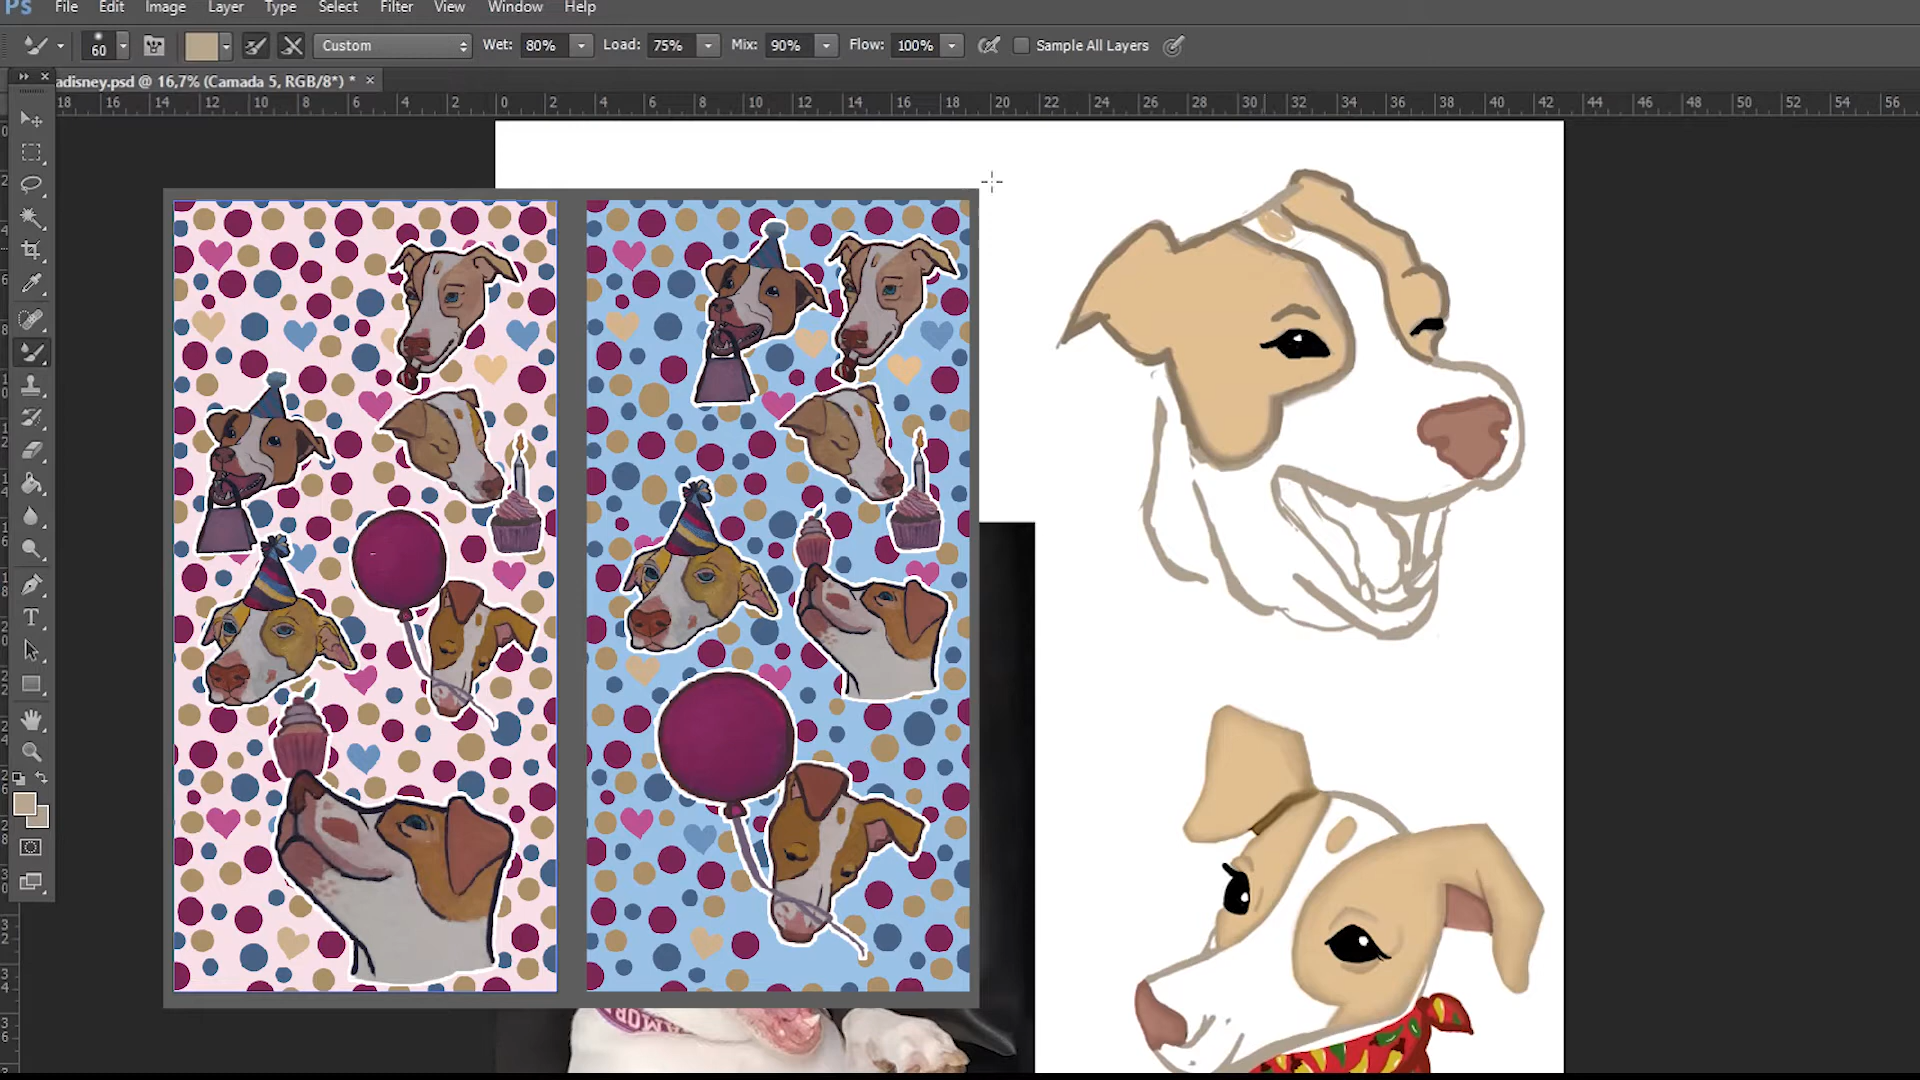 Ps File Edit Image Layer Type Select Filter View Window Help
60 Custom Wet: 80% Load: 75% Mix: 90% Flow: 100% Sample All Layers
adisney.psd @ 16,7% (Camada 5, RGB/8*) * ×
18 16 14 12 10 8 6 4 2 0 2 4 6 8 10 12 14 16 18 20 22 24 26 28 30 32 34 36 38 40 42 44 46 48 50 52 54 56
T
AMOR